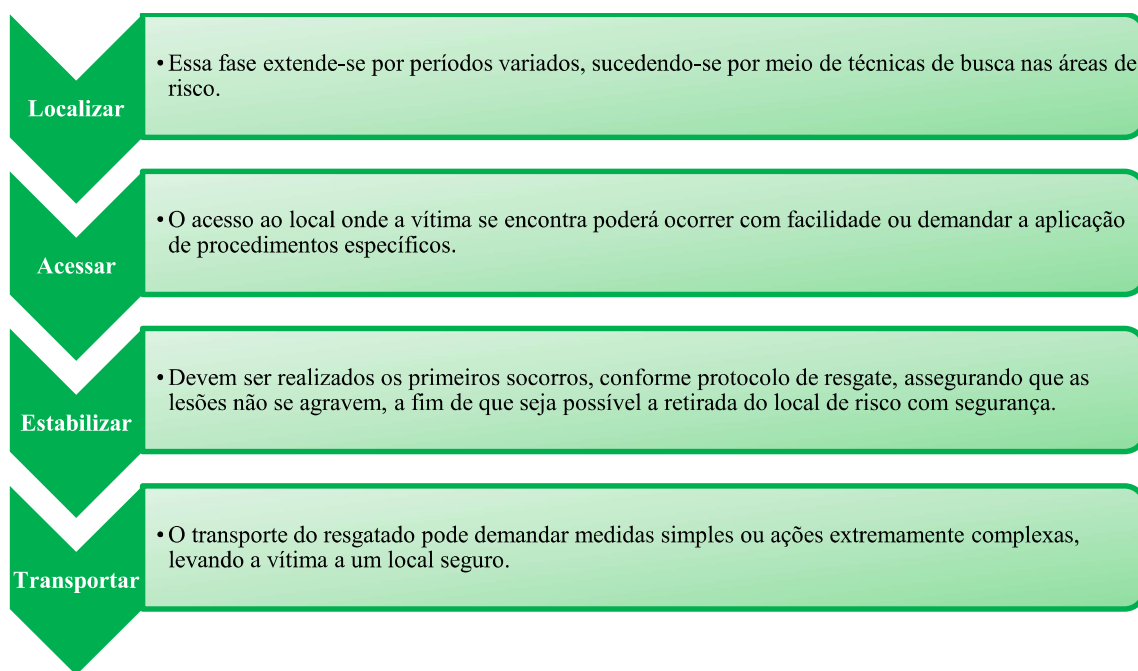 Localizar
• Essa fase extende-se por períodos variados, sucedendo-se por meio de técnicas de busca nas áreas de
risco.
Acessar
• O acesso ao local onde a vítima se encontra poderá ocorrer com facilidade ou demandar a aplicação
de procedimentos específicos.
Estabilizar
• Devem ser realizados os primeiros socorros, conforme protocolo de resgate, assegurando que as
lesões não se agravem, a fim de que seja possível a retirada do local de risco com segurança.
Transportar
• O transporte do resgatado pode demandar medidas simples ou ações extremamente complexas,
levando a vítima a um local seguro.